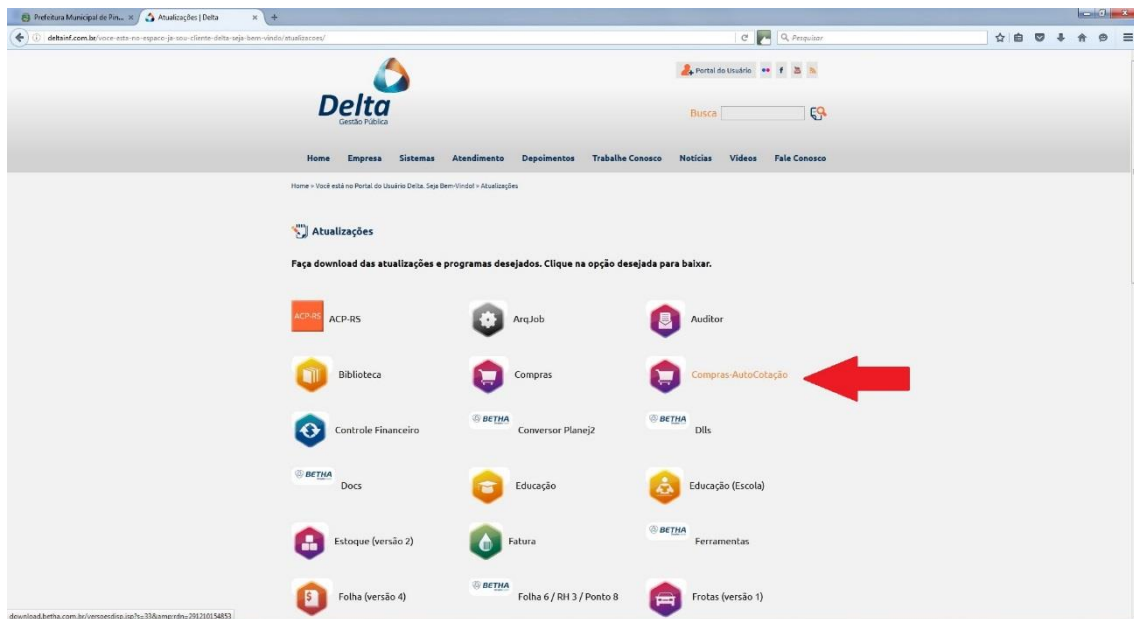 Prefeitura Municipal de Pin...
Atualizações | Delta
deltainf.com.br/voce-esta-no-espaco-ja-sou-cliente-delta-seja-bem-vindo/atualizacoes/
Pesquisar
Portal do Usuário
Delta
Gestão Pública
Busca
Home Empresa Sistemas Atendimento Depoimentos Trabalhe Conosco Notícias Vídeos Fale Conosco
Home » Você está no Portal do Usuário Delta. Seja Bem-Vindo! » Atualizações
Atualizações
Faça download das atualizações e programas desejados. Clique na opção desejada para baixar.
ACP-RS ACP-RS ArqJob Auditor
Biblioteca Compras Compras-AutoCotação
Controle Financeiro BETHA Conversor Planej2 BETHA Dlls
BETHA Docs Educação Educação (Escola)
Estoque (versão 2) Fatura BETHA Ferramentas
Folha (versão 4) BETHA Folha 6 / RH 3 / Ponto 8 Frotas (versão 1)
download.betha.com.br/versoesdisp.jsp?s=33&amp;rdn=291210154853